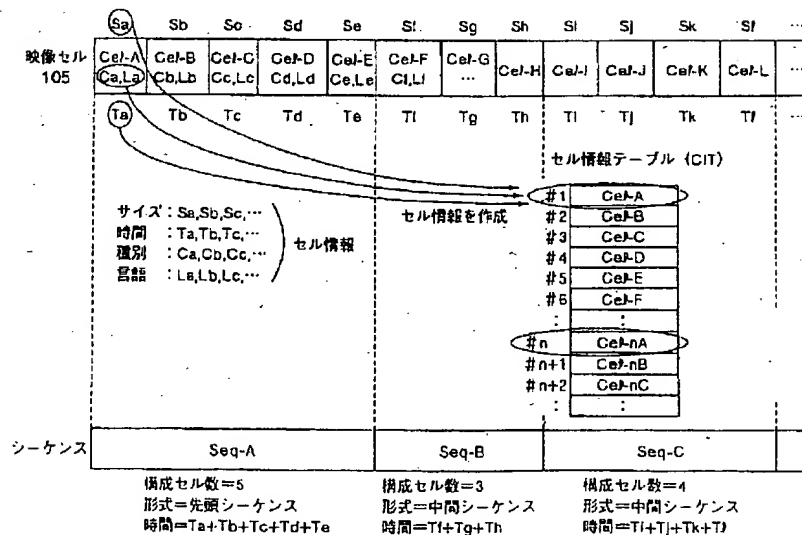 Sa Sb Sc Sd Se Sf Sg Sh Si Sj Sk Sℓ …
映像セル 105
Ceℓ-A Ceℓ-B Ceℓ-C Ceℓ-D Ceℓ-E Ceℓ-F Ceℓ-G Ceℓ-H Ceℓ-I Ceℓ-J Ceℓ-K Ceℓ-L …
Ca,La Cb,Lb Cc,Lc Cd,Ld Ce,Le Cf,Lf …
Ta Tb Tc Td Te Tf Tg Th Ti Tj Tk Tℓ …
セル情報テーブル (CIT)
セル情報を作成
#1 Ceℓ-A
#2 Ceℓ-B
#3 Ceℓ-C
#4 Ceℓ-D
#5 Ceℓ-E
#6 Ceℓ-F
: :
#n Ceℓ-nA
#n+1 Ceℓ-nB
#n+2 Ceℓ-nC
: :
サイズ:Sa,Sb,Sc,…
時間:Ta,Tb,Tc,…
種別:Ca,Cb,Cc,…
言語:La,Lb,Lc,…
セル情報
シーケンス Seq-A Seq-B Seq-C
構成セル数=5
形式=先頭シーケンス
時間=Ta+Tb+Tc+Td+Te
構成セル数=3
形式=中間シーケンス
時間=Tf+Tg+Th
構成セル数=4
形式=中間シーケンス
時間=Ti+Tj+Tk+Tℓ